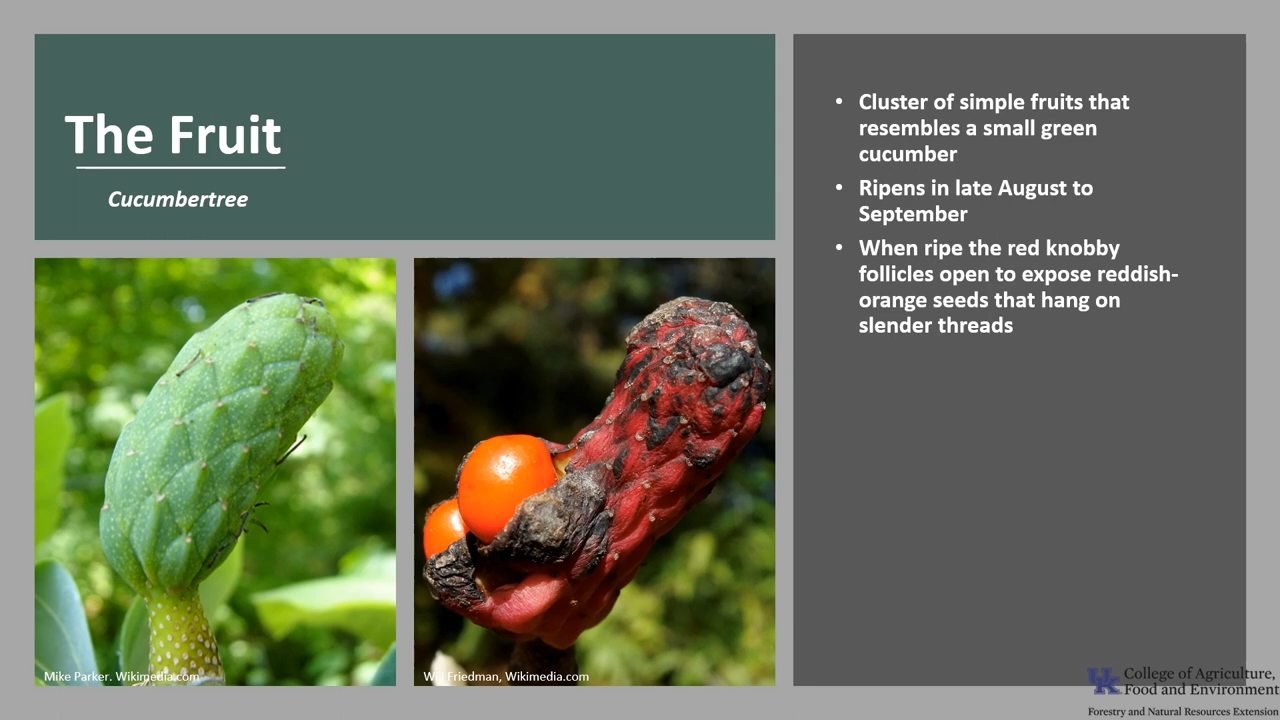 The Fruit
Cucumbertree
• Cluster of simple fruits that
resembles a small green
cucumber
• Ripens in late August to
September
• When ripe the red knobby
follicles open to expose reddish-
orange seeds that hang on
slender threads
Mike Parker. Wikimedia.com
Will Friedman, Wikimedia.com
UK College of Agriculture,
Food and Environment
Forestry and Natural Resources Extension